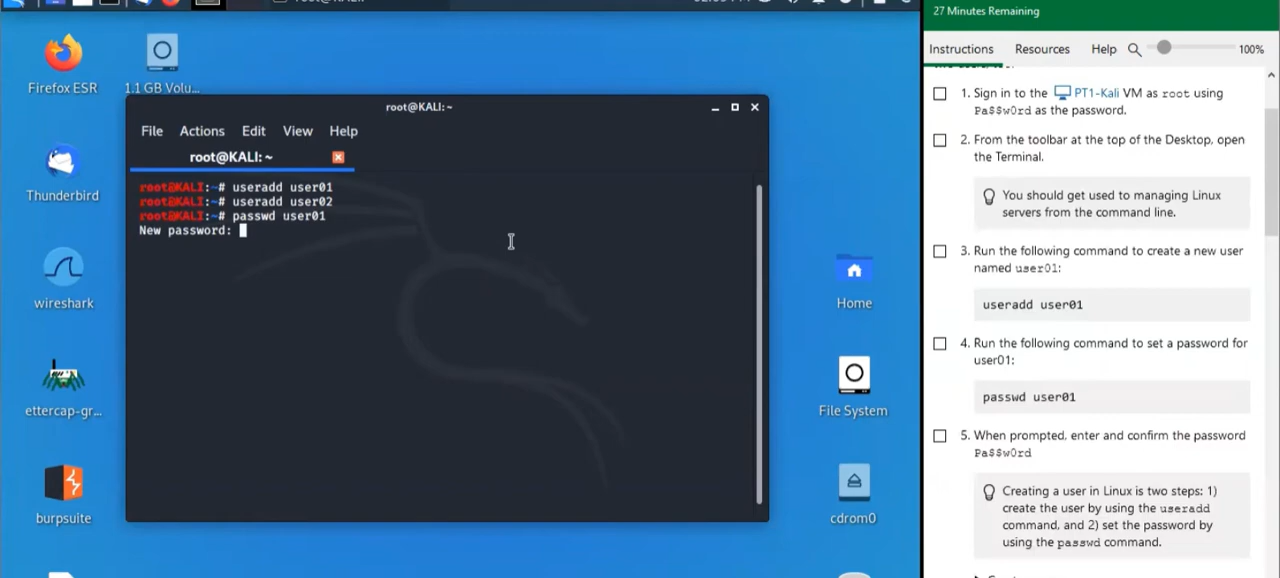 27 Minutes Remaining
Instructions Resources Help 100%
Firefox ESR
1.1 GB Volu...
Thunderbird
wireshark
ettercap-gr...
burpsuite
root@KALI:~
File Actions Edit View Help
root@KALI: ~
root@KALI:~# useradd user01
root@KALI:~# useradd user02
root@KALI:~# passwd user01
New password:
Home
File System
cdrom0
1. Sign in to the PT1-Kali VM as root using
Pa$$w0rd as the password.
2. From the toolbar at the top of the Desktop, open
the Terminal.
You should get used to managing Linux
servers from the command line.
3. Run the following command to create a new user
named user01:
useradd user01
4. Run the following command to set a password for
user01:
passwd user01
5. When prompted, enter and confirm the password
Pa$$w0rd
Creating a user in Linux is two steps: 1)
create the user by using the useradd
command, and 2) set the password by
using the passwd command.